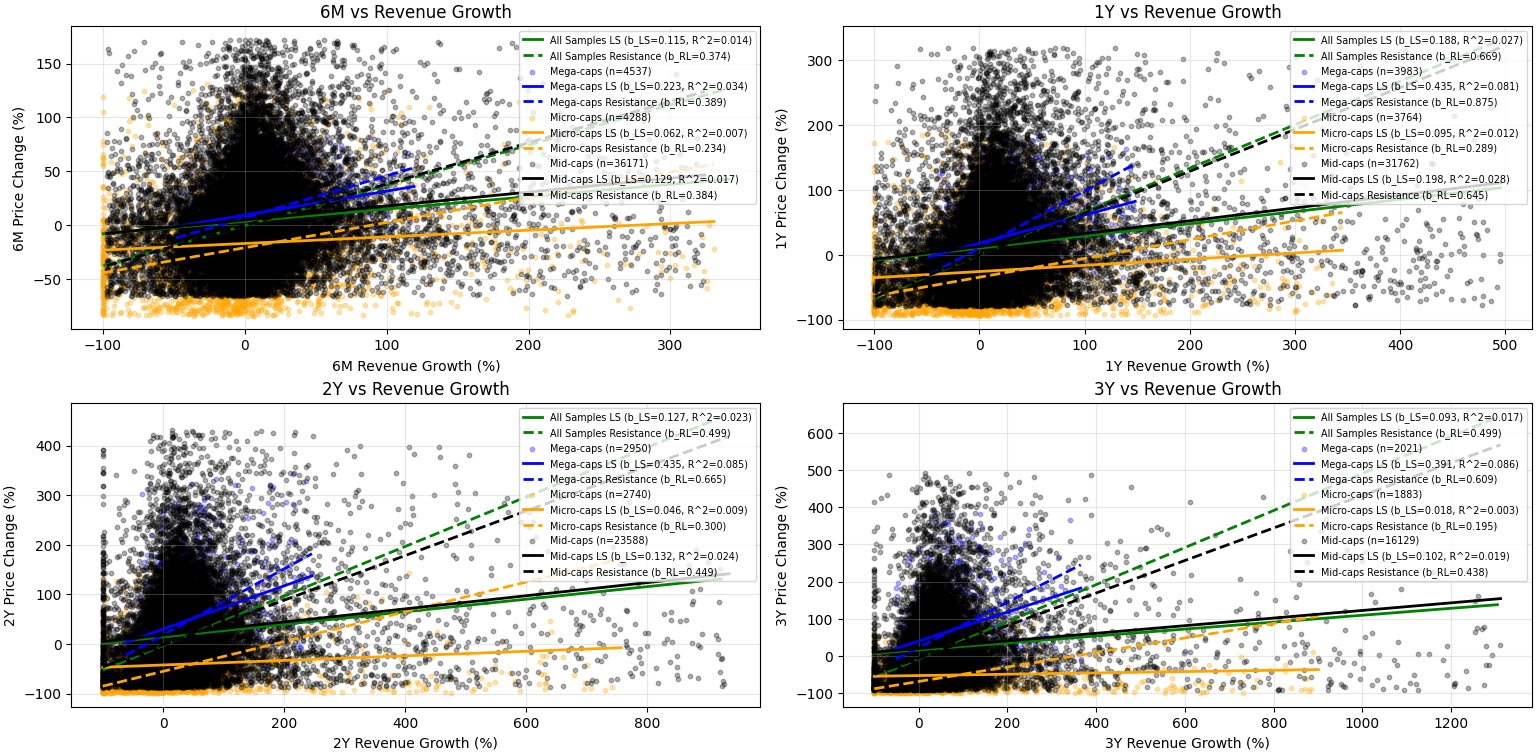 6M vs Revenue Growth
6M Price Change (%)
150
100
50
0
−50
All Samples LS (b_LS=0.115, R^2=0.014)
All Samples Resistance (b_RL=0.374)
Mega-caps (n=4537)
Mega-caps LS (b_LS=0.223, R^2=0.034)
Mega-caps Resistance (b_RL=0.389)
Micro-caps (n=4288)
Micro-caps LS (b_LS=0.062, R^2=0.007)
Micro-caps Resistance (b_RL=0.234)
Mid-caps (n=36171)
Mid-caps LS (b_LS=0.129, R^2=0.017)
Mid-caps Resistance (b_RL=0.384)
−100 0 100 200 300
6M Revenue Growth (%)
1Y vs Revenue Growth
1Y Price Change (%)
300
200
100
0
−100
All Samples LS (b_LS=0.188, R^2=0.027)
All Samples Resistance (b_RL=0.669)
Mega-caps (n=3983)
Mega-caps LS (b_LS=0.435, R^2=0.081)
Mega-caps Resistance (b_RL=0.875)
Micro-caps (n=3764)
Micro-caps LS (b_LS=0.095, R^2=0.012)
Micro-caps Resistance (b_RL=0.289)
Mid-caps (n=31762)
Mid-caps LS (b_LS=0.198, R^2=0.028)
Mid-caps Resistance (b_RL=0.645)
−100 0 100 200 300 400 500
1Y Revenue Growth (%)
2Y vs Revenue Growth
2Y Price Change (%)
400
300
200
100
0
−100
All Samples LS (b_LS=0.127, R^2=0.023)
All Samples Resistance (b_RL=0.499)
Mega-caps (n=2950)
Mega-caps LS (b_LS=0.435, R^2=0.085)
Mega-caps Resistance (b_RL=0.665)
Micro-caps (n=2740)
Micro-caps LS (b_LS=0.046, R^2=0.009)
Micro-caps Resistance (b_RL=0.300)
Mid-caps (n=23588)
Mid-caps LS (b_LS=0.132, R^2=0.024)
Mid-caps Resistance (b_RL=0.449)
0 200 400 600 800
2Y Revenue Growth (%)
3Y vs Revenue Growth
3Y Price Change (%)
600
500
400
300
200
100
0
−100
All Samples LS (b_LS=0.093, R^2=0.017)
All Samples Resistance (b_RL=0.499)
Mega-caps (n=2021)
Mega-caps LS (b_LS=0.391, R^2=0.086)
Mega-caps Resistance (b_RL=0.609)
Micro-caps (n=1883)
Micro-caps LS (b_LS=0.018, R^2=0.003)
Micro-caps Resistance (b_RL=0.195)
Mid-caps (n=16129)
Mid-caps LS (b_LS=0.102, R^2=0.019)
Mid-caps Resistance (b_RL=0.438)
0 200 400 600 800 1000 1200
3Y Revenue Growth (%)